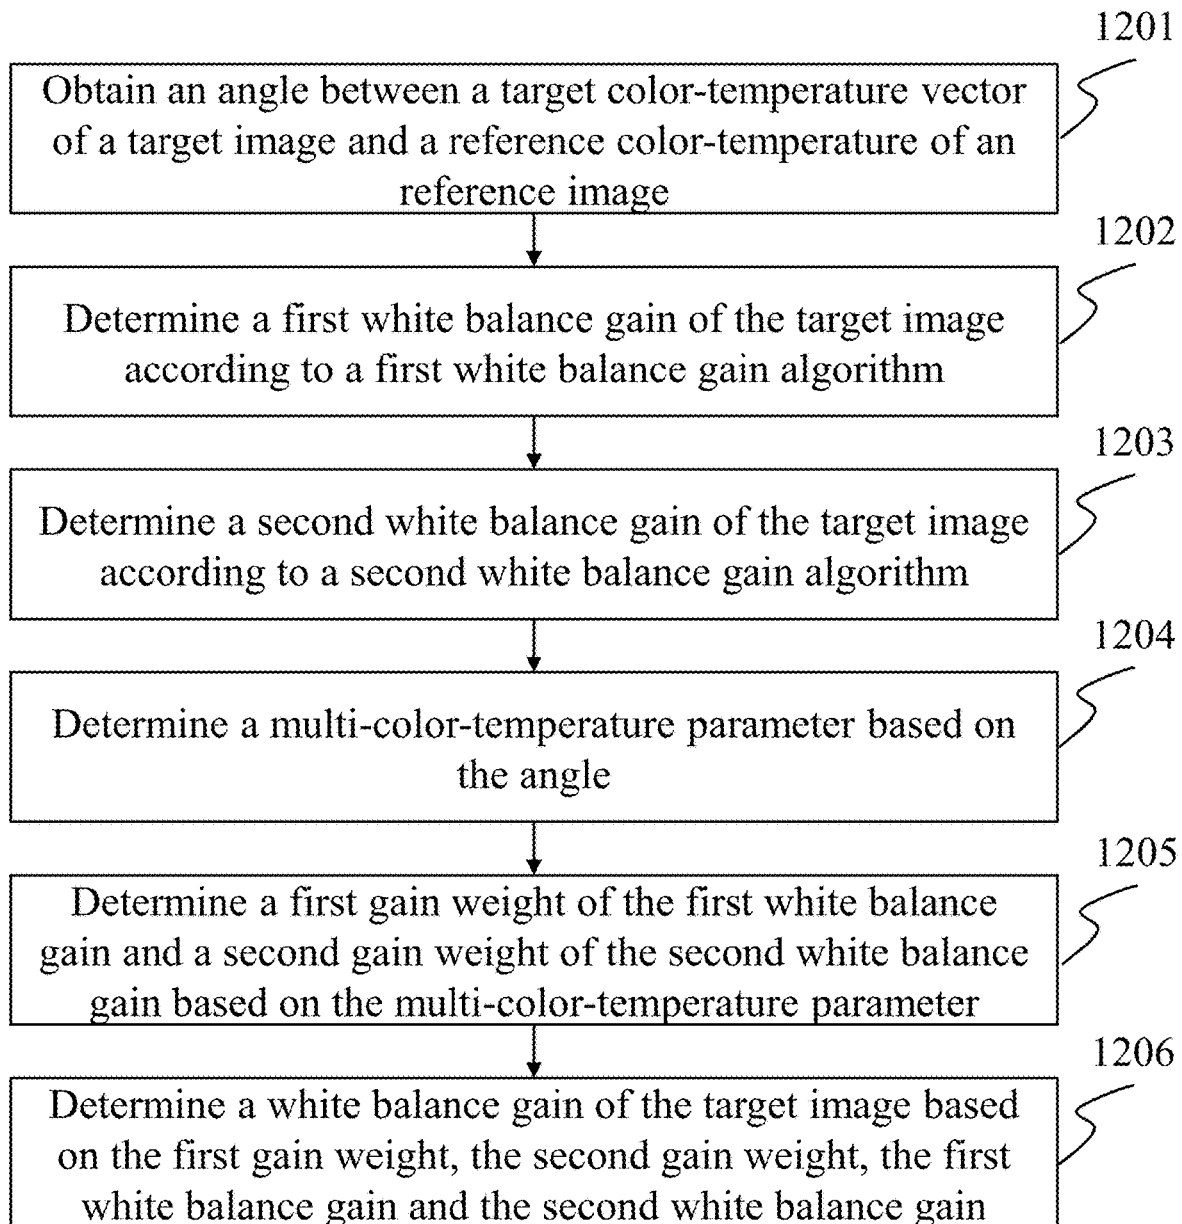 1201
Obtain an angle between a target color-temperature vector
of a target image and a reference color-temperature of an
reference image
1202
Determine a first white balance gain of the target image
according to a first white balance gain algorithm
1203
Determine a second white balance gain of the target image
according to a second white balance gain algorithm
1204
Determine a multi-color-temperature parameter based on
the angle
1205
Determine a first gain weight of the first white balance
gain and a second gain weight of the second white balance
gain based on the multi-color-temperature parameter
1206
Determine a white balance gain of the target image based
on the first gain weight, the second gain weight, the first
white balance gain and the second white balance gain